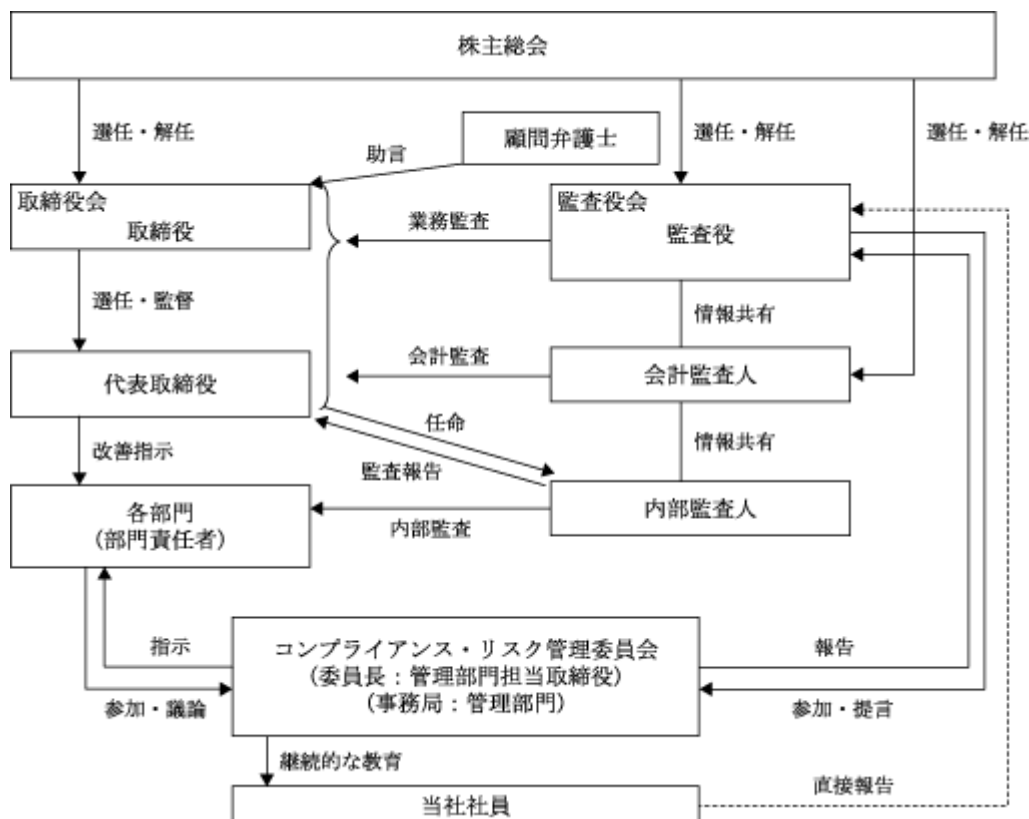 株主総会
選任・解任
選任・解任
選任・解任
顧問弁護士
助言
取締役会
取締役
監査役会
監査役
業務監査
選任・監督
情報共有
代表取締役
会計監査
会計監査人
任命
改善指示
監査報告
情報共有
各部門
(部門責任者)
内部監査
内部監査人
指示
コンプライアンス・リスク管理委員会
(委員長：管理部門担当取締役)
(事務局：管理部門)
報告
参加・議論
参加・提言
継続的な教育
直接報告
当社社員